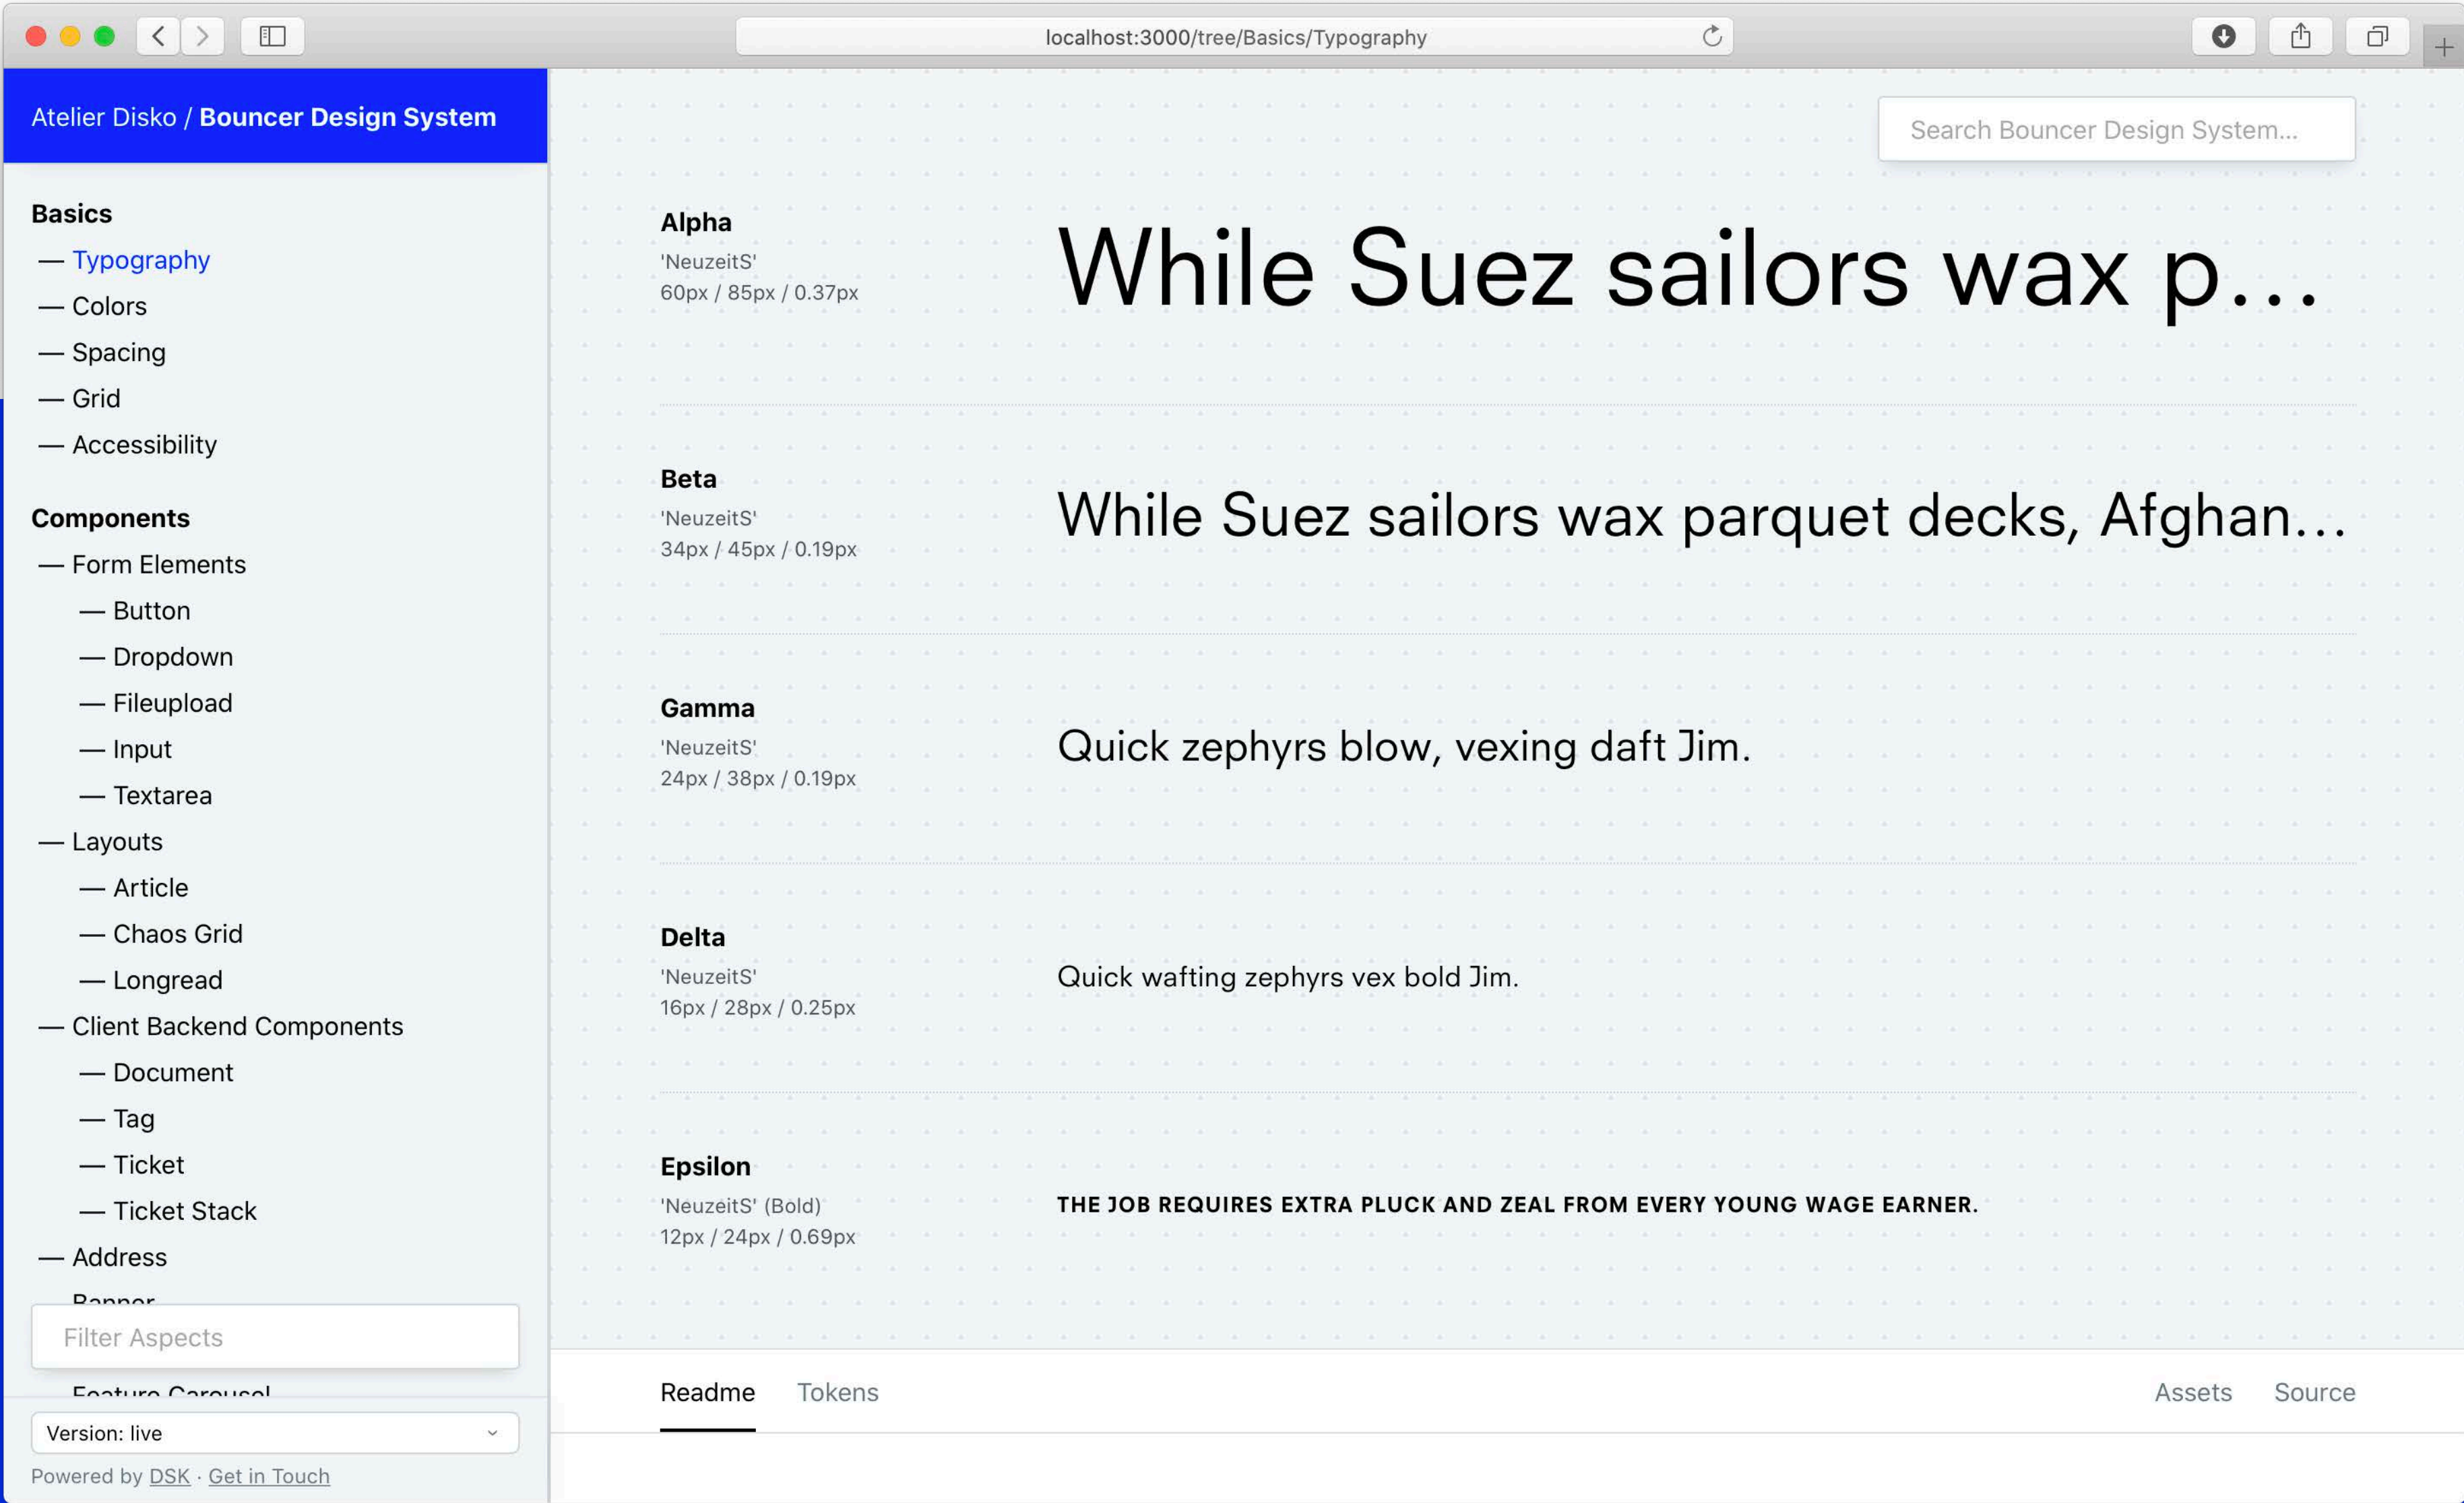 localhost:3000/tree/Basics/Typography
Atelier Disko / Bouncer Design System
Basics
— Typography
— Colors
— Spacing
— Grid
— Accessibility
Components
— Form Elements
— Button
— Dropdown
— Fileupload
— Input
— Textarea
— Layouts
— Article
— Chaos Grid
— Longread
— Client Backend Components
— Document
— Tag
— Ticket
— Ticket Stack
— Address
Banner
Filter Aspects
Feature Carousel
Version: live
Powered by DSK · Get in Touch
Search Bouncer Design System...
Alpha
'NeuzeitS'
60px / 85px / 0.37px
While Suez sailors wax p...
Beta
'NeuzeitS'
34px / 45px / 0.19px
While Suez sailors wax parquet decks, Afghan...
Gamma
'NeuzeitS'
24px / 38px / 0.19px
Quick zephyrs blow, vexing daft Jim.
Delta
'NeuzeitS'
16px / 28px / 0.25px
Quick wafting zephyrs vex bold Jim.
Epsilon
'NeuzeitS' (Bold)
12px / 24px / 0.69px
THE JOB REQUIRES EXTRA PLUCK AND ZEAL FROM EVERY YOUNG WAGE EARNER.
Readme Tokens Assets Source